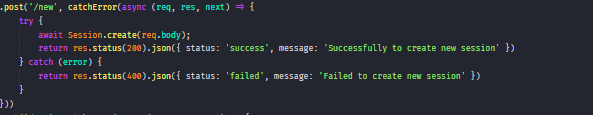 .post('/new', catchError(async (req, res, next) => {
    try {
        await Session.create(req.body);
        return res.status(200).json({ status: 'success', message: 'Successfully to create new session' })
    } catch (error) {
        return res.status(400).json({ status: 'failed', message: 'Failed to create new session' })
    }
}))